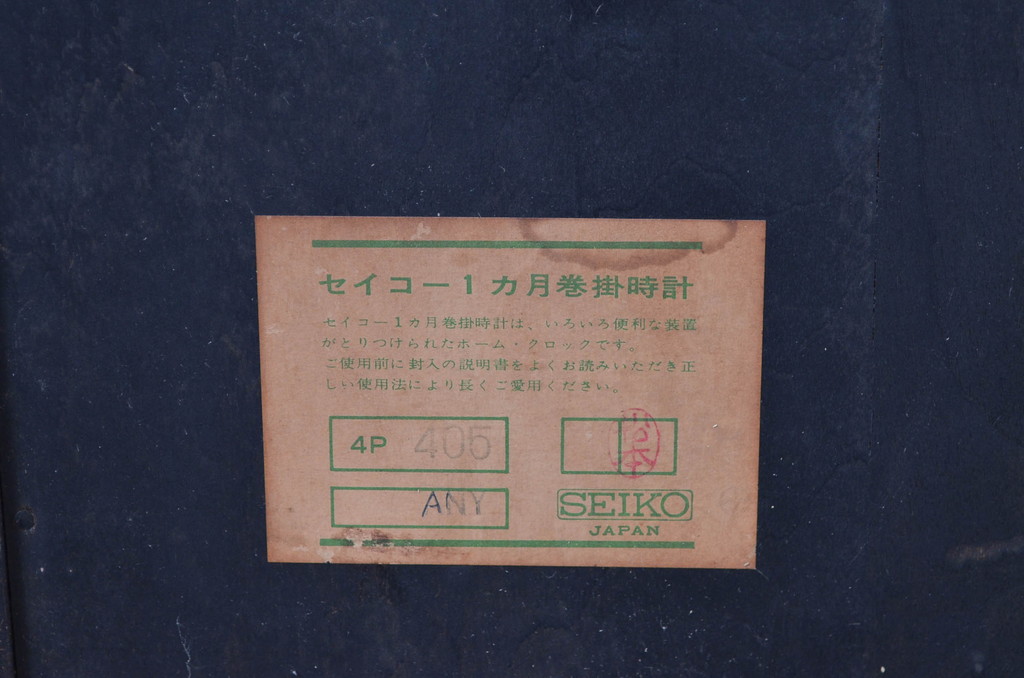 セイコー1カ月巻掛時計
セイコー1カ月巻掛時計は、いろいろ便利な装置
がとりつけられたホーム・クロックです。
ご使用前に封入の説明書をよくお読みいただき正
しい使用法により長くご愛用ください。
4P 405
ANY
SEIKO
JAPAN